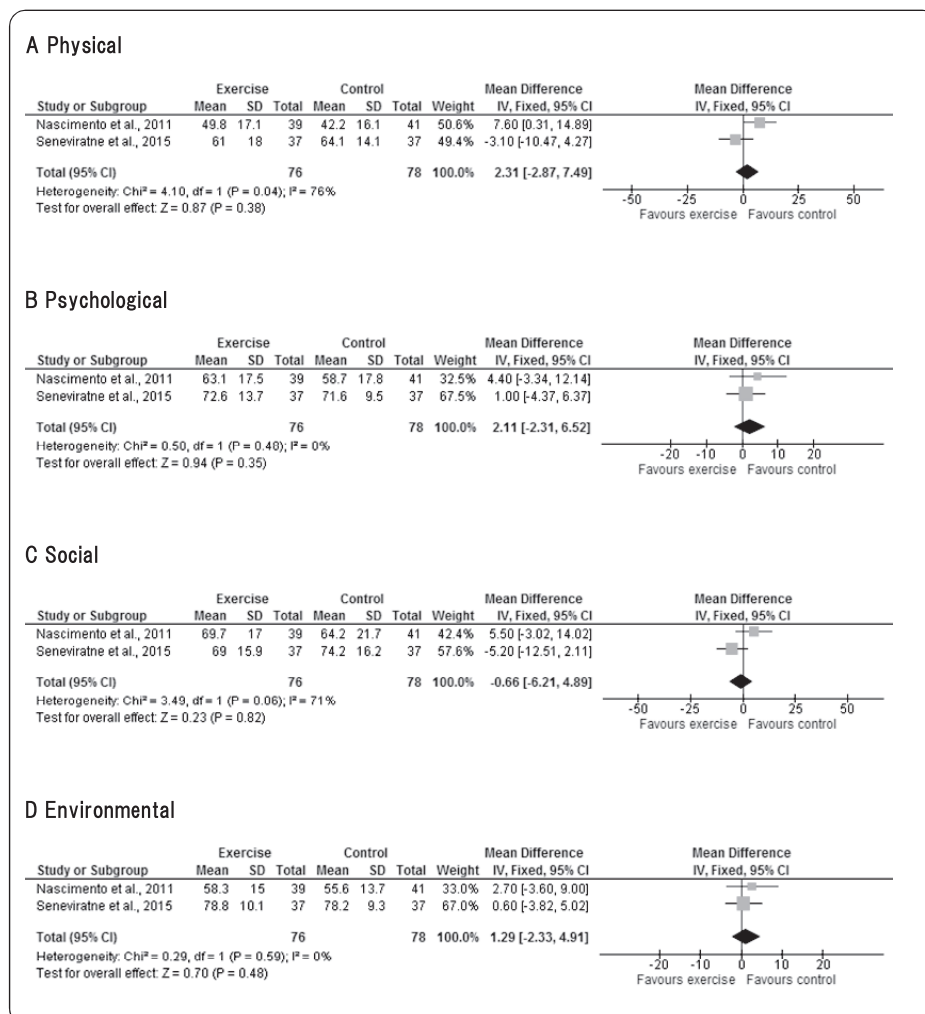 A Physical
Exercise Control Mean Difference Mean Difference
Study or Subgroup Mean SD Total Mean SD Total Weight IV, Fixed, 95% CI IV, Fixed, 95% CI
Nascimento et al., 2011 49.8 17.1 39 42.2 16.1 41 50.6% 7.60 [0.31, 14.89]
Seneviratne et al., 2015 61 18 37 64.1 14.1 37 49.4% -3.10 [-10.47, 4.27]
Total (95% CI) 76 78 100.0% 2.31 [-2.87, 7.49]
Heterogeneity: Chi² = 4.10, df = 1 (P = 0.04); I² = 76%
Test for overall effect: Z = 0.87 (P = 0.38)
-50 -25 0 25 50
Favours exercise Favours control
B Psychological
Exercise Control Mean Difference Mean Difference
Study or Subgroup Mean SD Total Mean SD Total Weight IV, Fixed, 95% CI IV, Fixed, 95% CI
Nascimento et al., 2011 63.1 17.5 39 58.7 17.8 41 32.5% 4.40 [-3.34, 12.14]
Seneviratne et al., 2015 72.6 13.7 37 71.6 9.5 37 67.5% 1.00 [-4.37, 6.37]
Total (95% CI) 76 78 100.0% 2.11 [-2.31, 6.52]
Heterogeneity: Chi² = 0.50, df = 1 (P = 0.48); I² = 0%
Test for overall effect: Z = 0.94 (P = 0.35)
-20 -10 0 10 20
Favours exercise Favours control
C Social
Exercise Control Mean Difference Mean Difference
Study or Subgroup Mean SD Total Mean SD Total Weight IV, Fixed, 95% CI IV, Fixed, 95% CI
Nascimento et al., 2011 69.7 17 39 64.2 21.7 41 42.4% 5.50 [-3.02, 14.02]
Seneviratne et al., 2015 69 15.9 37 74.2 16.2 37 57.6% -5.20 [-12.51, 2.11]
Total (95% CI) 76 78 100.0% -0.66 [-6.21, 4.89]
Heterogeneity: Chi² = 3.49, df = 1 (P = 0.06); I² = 71%
Test for overall effect: Z = 0.23 (P = 0.82)
-50 -25 0 25 50
Favours exercise Favours control
D Environmental
Exercise Control Mean Difference Mean Difference
Study or Subgroup Mean SD Total Mean SD Total Weight IV, Fixed, 95% CI IV, Fixed, 95% CI
Nascimento et al., 2011 58.3 15 39 55.6 13.7 41 33.0% 2.70 [-3.60, 9.00]
Seneviratne et al., 2015 78.8 10.1 37 78.2 9.3 37 67.0% 0.60 [-3.82, 5.02]
Total (95% CI) 76 78 100.0% 1.29 [-2.33, 4.91]
Heterogeneity: Chi² = 0.29, df = 1 (P = 0.59); I² = 0%
Test for overall effect: Z = 0.70 (P = 0.48)
-20 -10 0 10 20
Favours exercise Favours control